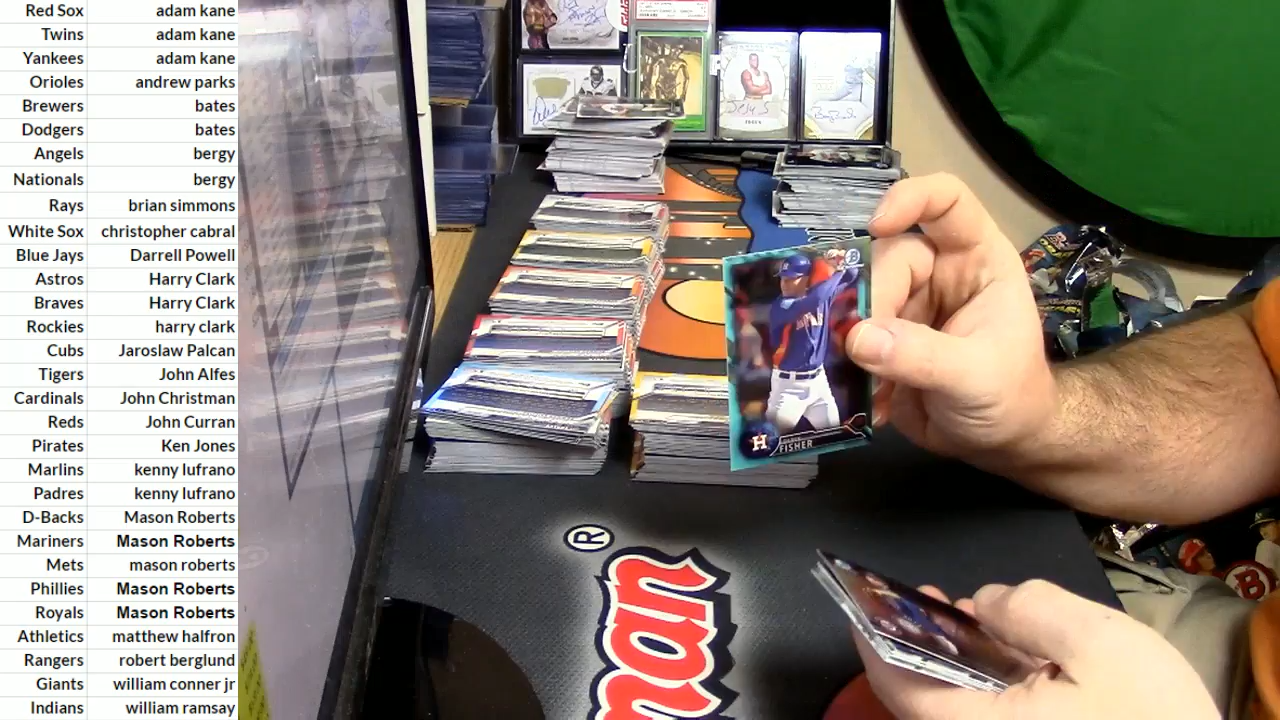 Red Sox adam kane
Twins adam kane
Yankees adam kane
Orioles andrew parks
Brewers bates
Dodgers bates
Angels bergy
Nationals bergy
Rays brian simmons
White Sox christopher cabral
Blue Jays Darrell Powell
Astros Harry Clark
Braves Harry Clark
Rockies harry clark
Cubs Jaroslaw Palcan
Tigers John Alfes
Cardinals John Christman
Reds John Curran
Pirates Ken Jones
Marlins kenny lufrano
Padres kenny lufrano
D-Backs Mason Roberts
Mariners Mason Roberts
Mets mason roberts
Phillies Mason Roberts
Royals Mason Roberts
Athletics matthew halfron
Rangers robert berglund
Giants william conner jr
Indians william ramsay
H FISHER
®
man
B